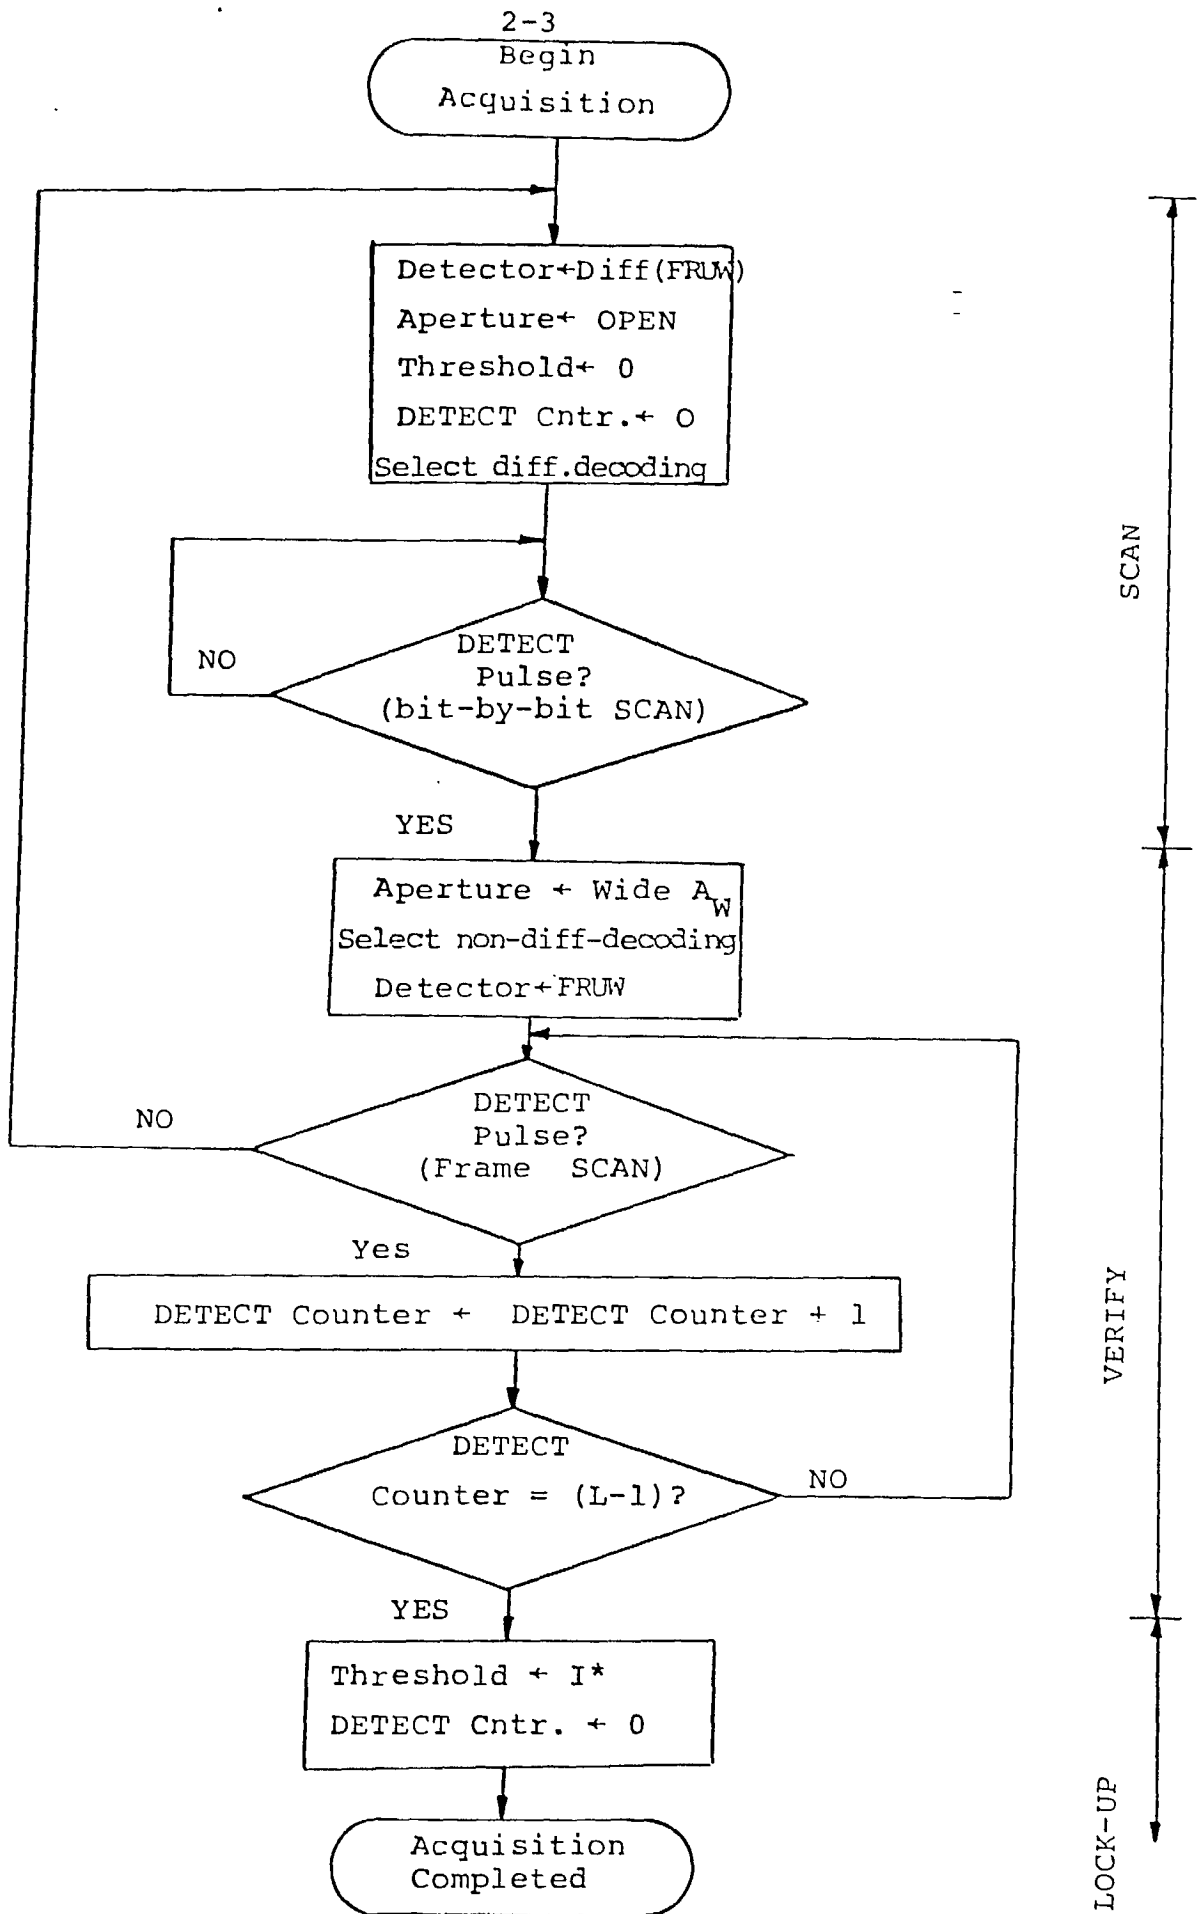 2-3
Begin
Acquisition
Detector←Diff(FRUW)
Aperture← OPEN
Threshold← 0
DETECT Cntr.← O
Select diff.decoding
SCAN
NO
DETECT
Pulse?
(bit-by-bit SCAN)
YES
Aperture ← Wide A_W
Select non-diff-decoding
Detector←FRUW
NO
DETECT
Pulse?
(Frame SCAN)
Yes
DETECT Counter ← DETECT Counter + 1
VERIFY
DETECT
Counter = (L-1)?
NO
YES
Threshold ← I*
DETECT Cntr. ← 0
LOCK-UP
Acquisition
Completed